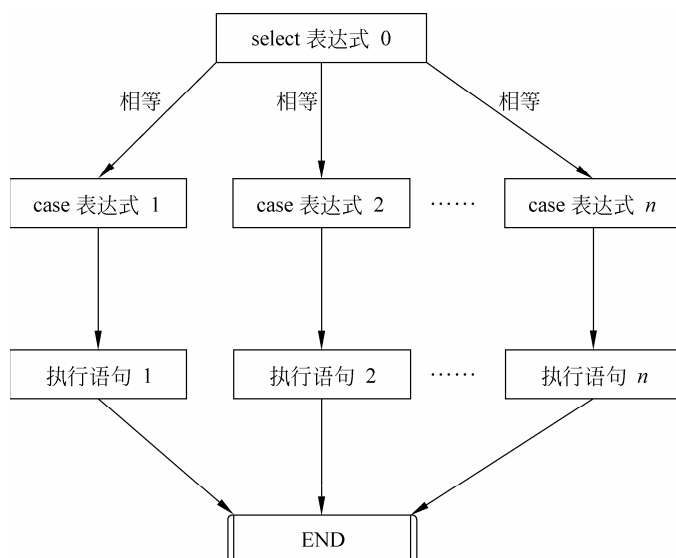 select 表达式 0
相等 相等 相等
case 表达式 1 case 表达式 2 …… case 表达式 n
执行语句 1 执行语句 2 …… 执行语句 n
END